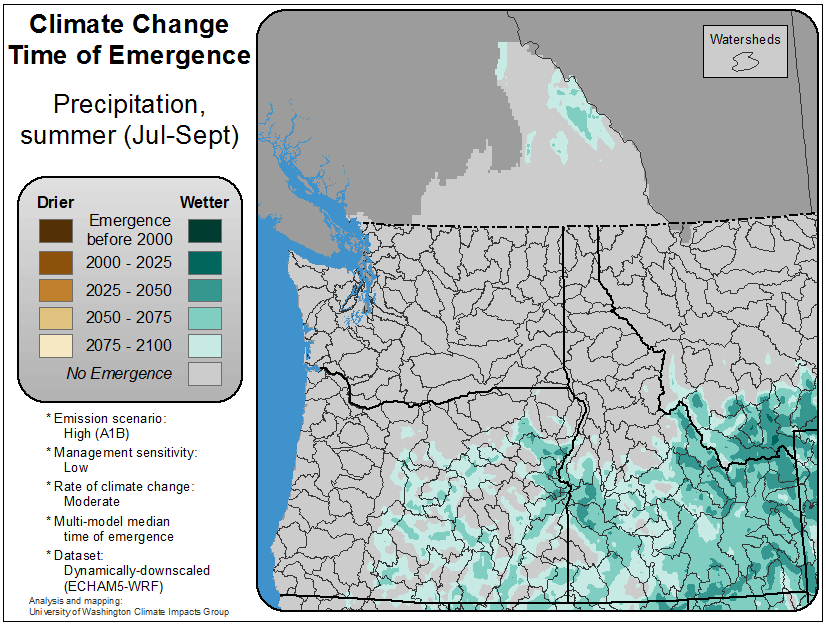 Climate Change
Time of Emergence
Precipitation,
summer (Jul-Sept)
Drier Wetter
Emergence
before 2000
2000 - 2025
2025 - 2050
2050 - 2075
2075 - 2100
No Emergence
* Emission scenario:
High (A1B)
* Management sensitivity:
Low
* Rate of climate change:
Moderate
* Multi-model median
time of emergence
* Dataset:
Dynamically-downscaled
(ECHAM5-WRF)
Analysis and mapping:
University of Washington Climate Impacts Group
Watersheds